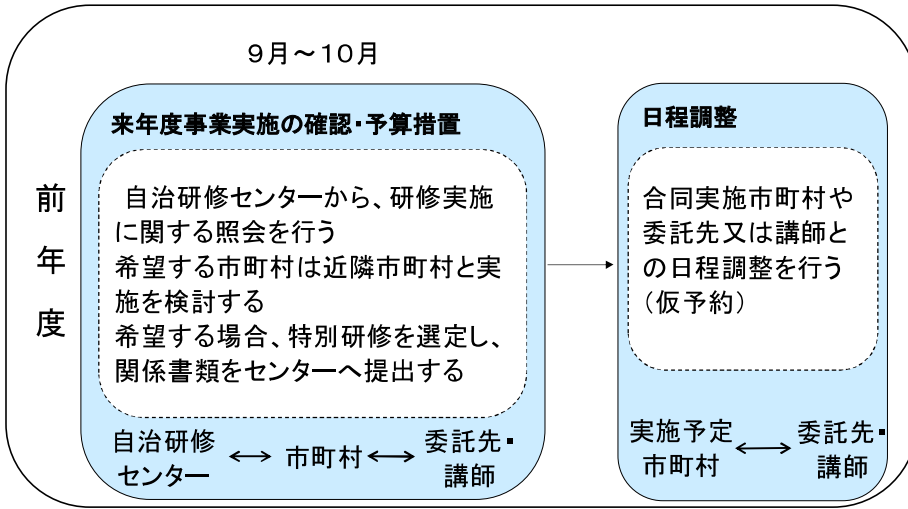 9月～10月
前年度
来年度事業実施の確認・予算措置
自治研修センターから、研修実施
に関する照会を行う
希望する市町村は近隣市町村と実
施を検討する
希望する場合、特別研修を選定し、
関係書類をセンターへ提出する
自治研修
センター
市町村
委託先・
講師
日程調整
合同実施市町村や
委託先又は講師と
の日程調整を行う
（仮予約）
実施予定
市町村
委託先・
講師